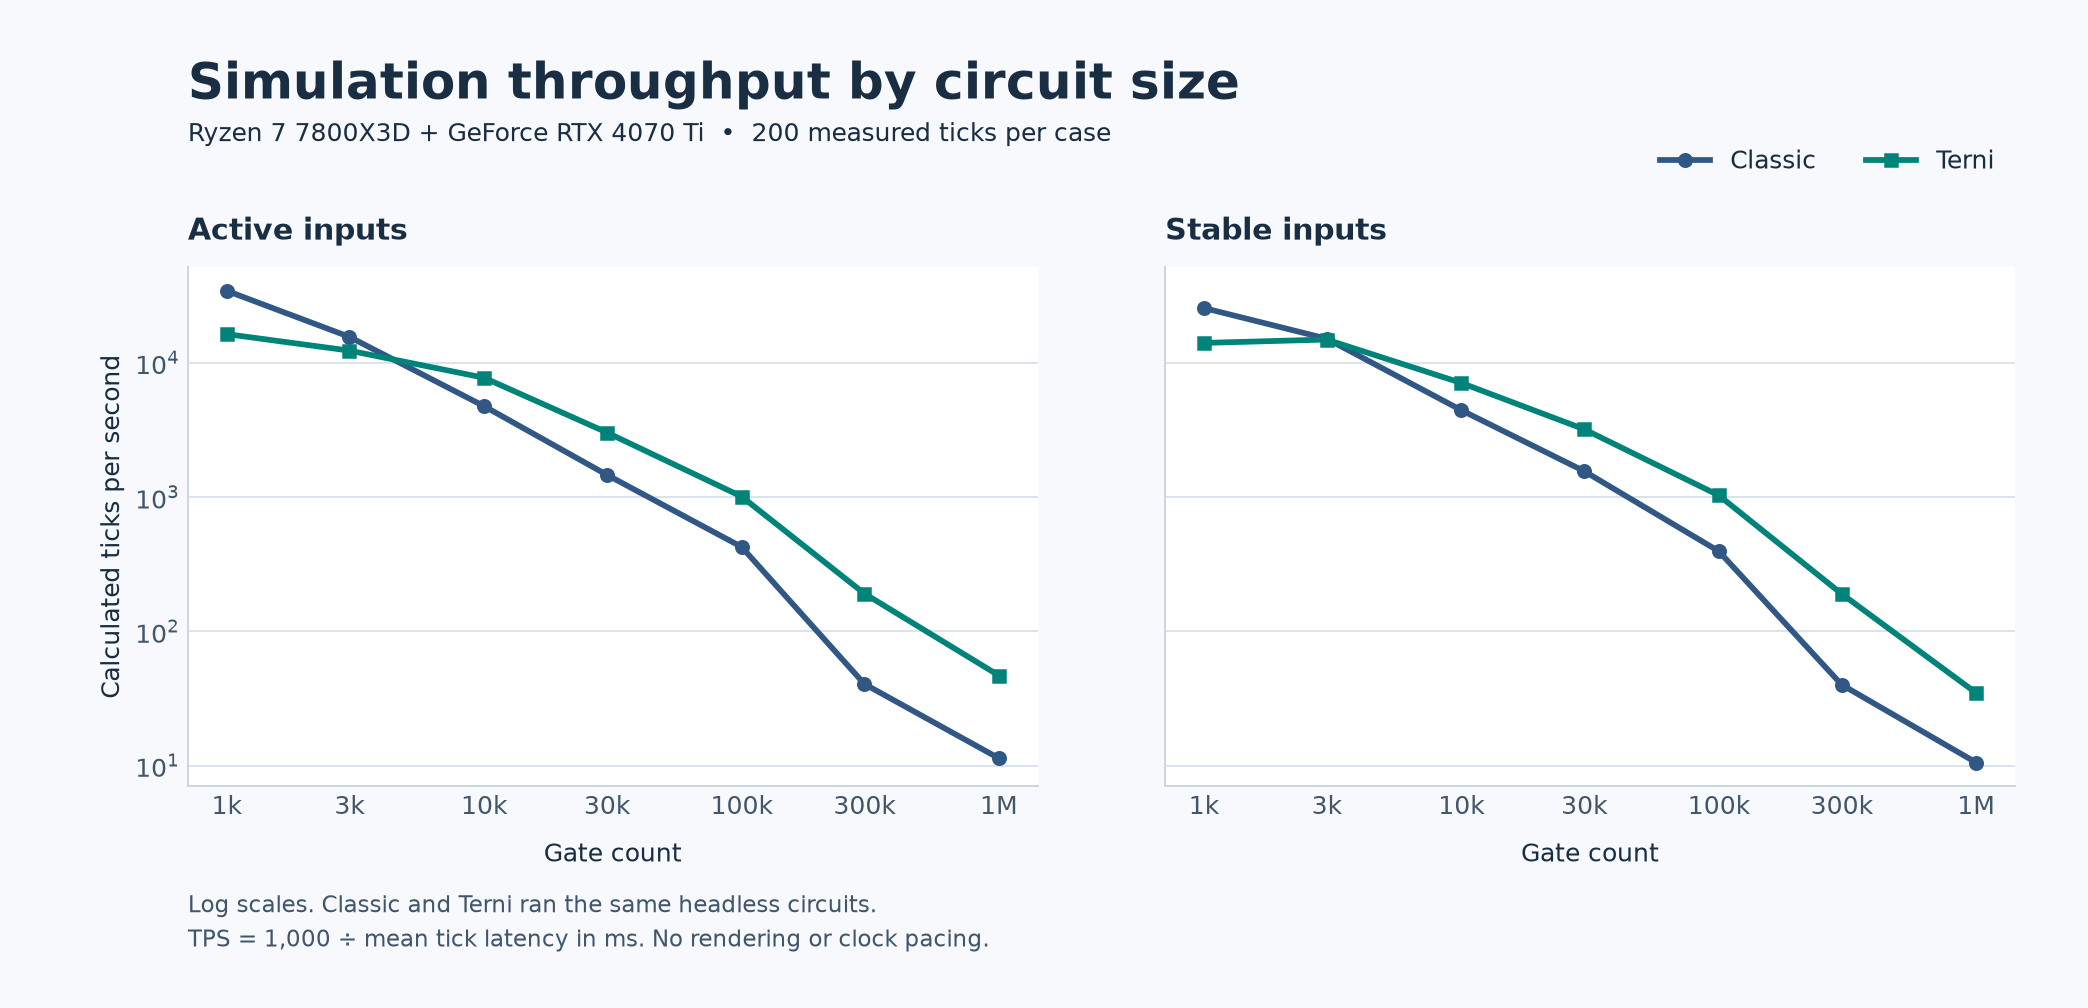 Simulation throughput by circuit size
Ryzen 7 7800X3D + GeForce RTX 4070 Ti • 200 measured ticks per case
Classic
Terni
Active inputs
Calculated ticks per second
10⁴
10³
10²
10¹
1k 3k 10k 30k 100k 300k 1M
Gate count
Stable inputs
1k 3k 10k 30k 100k 300k 1M
Gate count
Log scales. Classic and Terni ran the same headless circuits.
TPS = 1,000 ÷ mean tick latency in ms. No rendering or clock pacing.